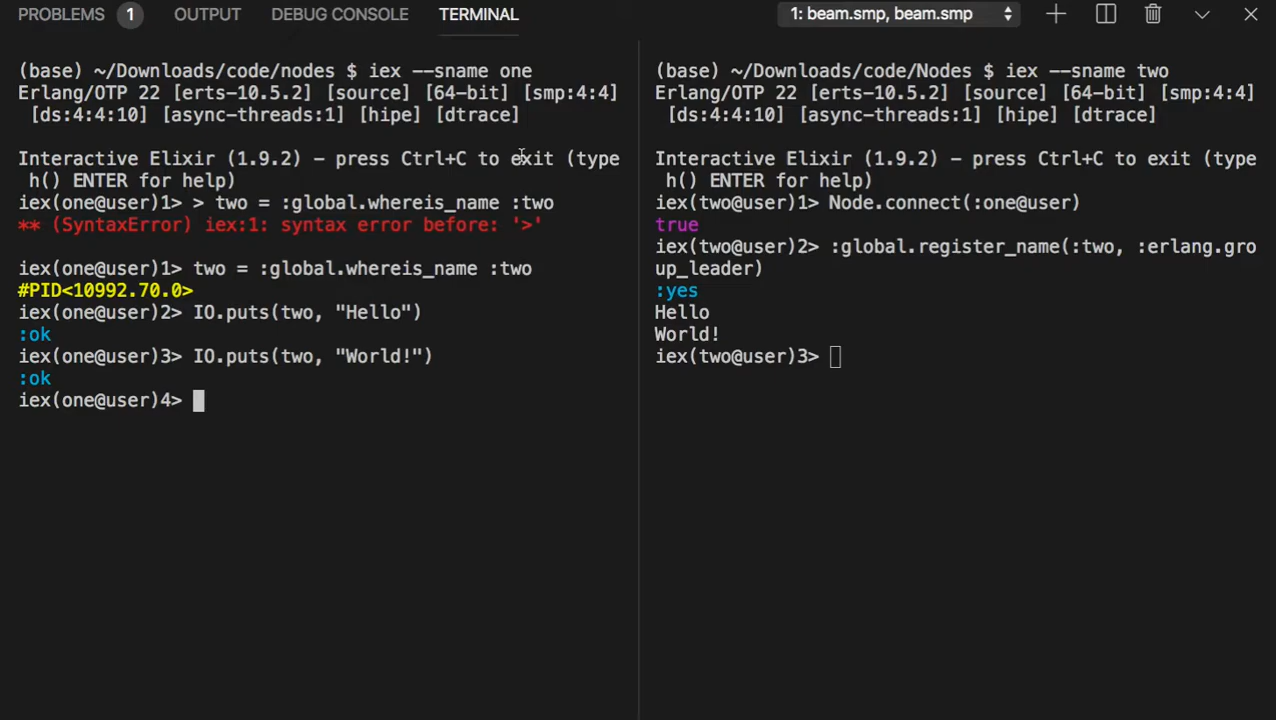 PROBLEMS 1 OUTPUT DEBUG CONSOLE TERMINAL 1: beam.smp, beam.smp
(base) ~/Downloads/code/nodes $ iex --sname one
Erlang/OTP 22 [erts-10.5.2] [source] [64-bit] [smp:4:4]
[ds:4:4:10] [async-threads:1] [hipe] [dtrace]
Interactive Elixir (1.9.2) - press Ctrl+C to exit (type
h() ENTER for help)
iex(one@user)1> > two = :global.whereis_name :two
** (SyntaxError) iex:1: syntax error before: '>'
iex(one@user)1> two = :global.whereis_name :two
#PID<10992.70.0>
iex(one@user)2> IO.puts(two, "Hello")
:ok
iex(one@user)3> IO.puts(two, "World!")
:ok
iex(one@user)4>
(base) ~/Downloads/code/Nodes $ iex --sname two
Erlang/OTP 22 [erts-10.5.2] [source] [64-bit] [smp:4:4]
[ds:4:4:10] [async-threads:1] [hipe] [dtrace]
Interactive Elixir (1.9.2) - press Ctrl+C to exit (type
h() ENTER for help)
iex(two@user)1> Node.connect(:one@user)
true
iex(two@user)2> :global.register_name(:two, :erlang.gro
up_leader)
:yes
Hello
World!
iex(two@user)3>